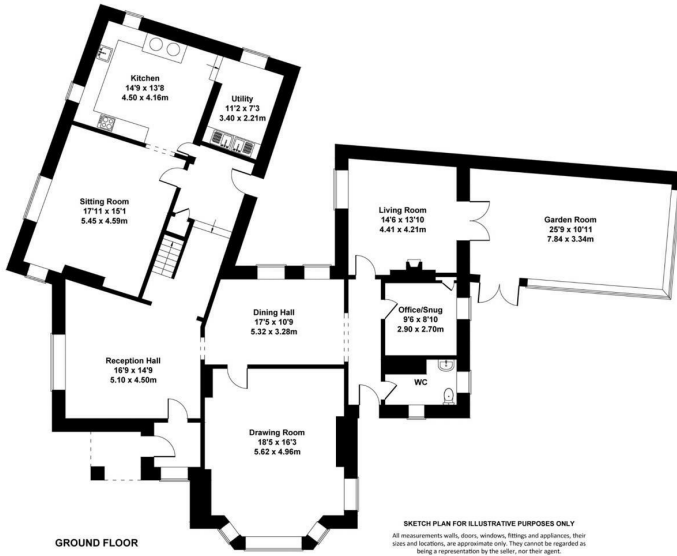 Kitchen
14'9 x 13'8
4.50 x 4.16m
Utility
11'2 x 7'3
3.40 x 2.21m
Sitting Room
17'11 x 15'1
5.45 x 4.59m
Living Room
14'6 x 13'10
4.41 x 4.21m
Garden Room
25'9 x 10'11
7.84 x 3.34m
Dining Hall
17'5 x 10'9
5.32 x 3.28m
Office/Snug
9'6 x 8'10
2.90 x 2.70m
Reception Hall
16'9 x 14'9
5.10 x 4.50m
WC
Drawing Room
18'5 x 16'3
5.62 x 4.96m
GROUND FLOOR
SKETCH PLAN FOR ILLUSTRATIVE PURPOSES ONLY
All measurements walls, doors, windows, fittings and appliances, their
sizes and locations, are approximate only. They cannot be regarded as
being a representation by the seller, nor their agent.